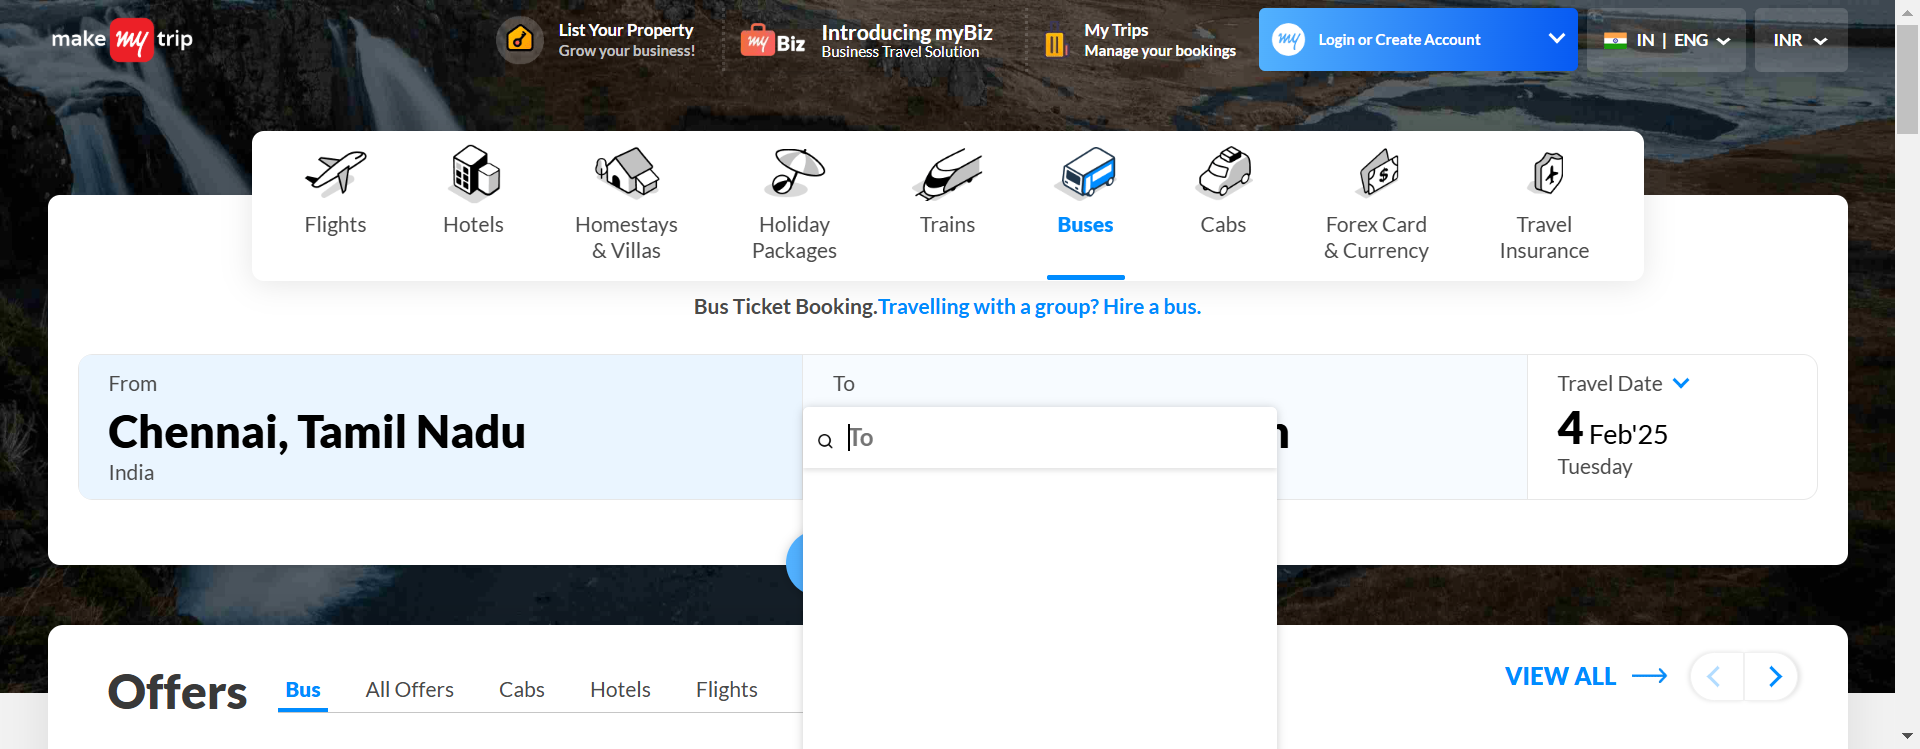 make my trip
List Your Property
Grow your business!
my Biz
Introducing myBiz
Business Travel Solution
My Trips
Manage your bookings
my
Login or Create Account
IN | ENG
INR
Flights
Hotels
Homestays
& Villas
Holiday
Packages
Trains
Buses
Cabs
Forex Card
& Currency
Travel
Insurance
Bus Ticket Booking.Travelling with a group? Hire a bus.
From
Chennai, Tamil Nadu
India
To
To
Travel Date
4 Feb'25
Tuesday
Offers
Bus
All Offers
Cabs
Hotels
Flights
VIEW ALL